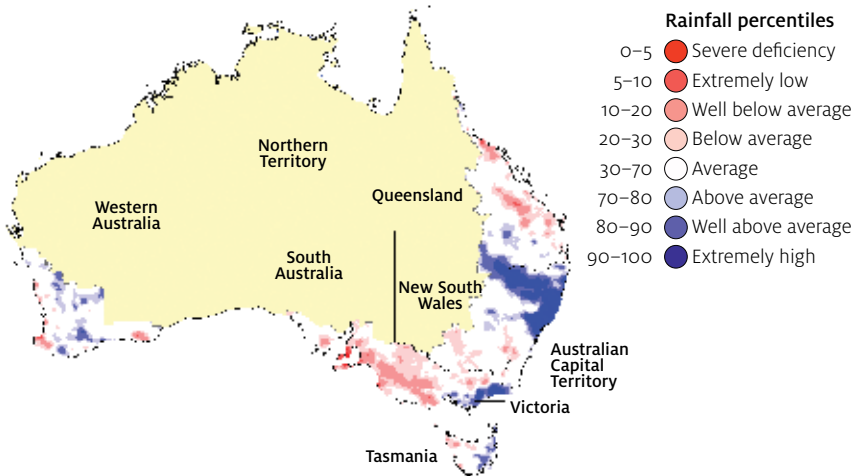 Rainfall percentiles
0–5 Severe deficiency
5–10 Extremely low
10–20 Well below average
20–30 Below average
30–70 Average
70–80 Above average
80–90 Well above average
90–100 Extremely high
Northern
Territory
Queensland
Western
Australia
South
Australia
New South
Wales
Australian
Capital
Territory
Victoria
Tasmania